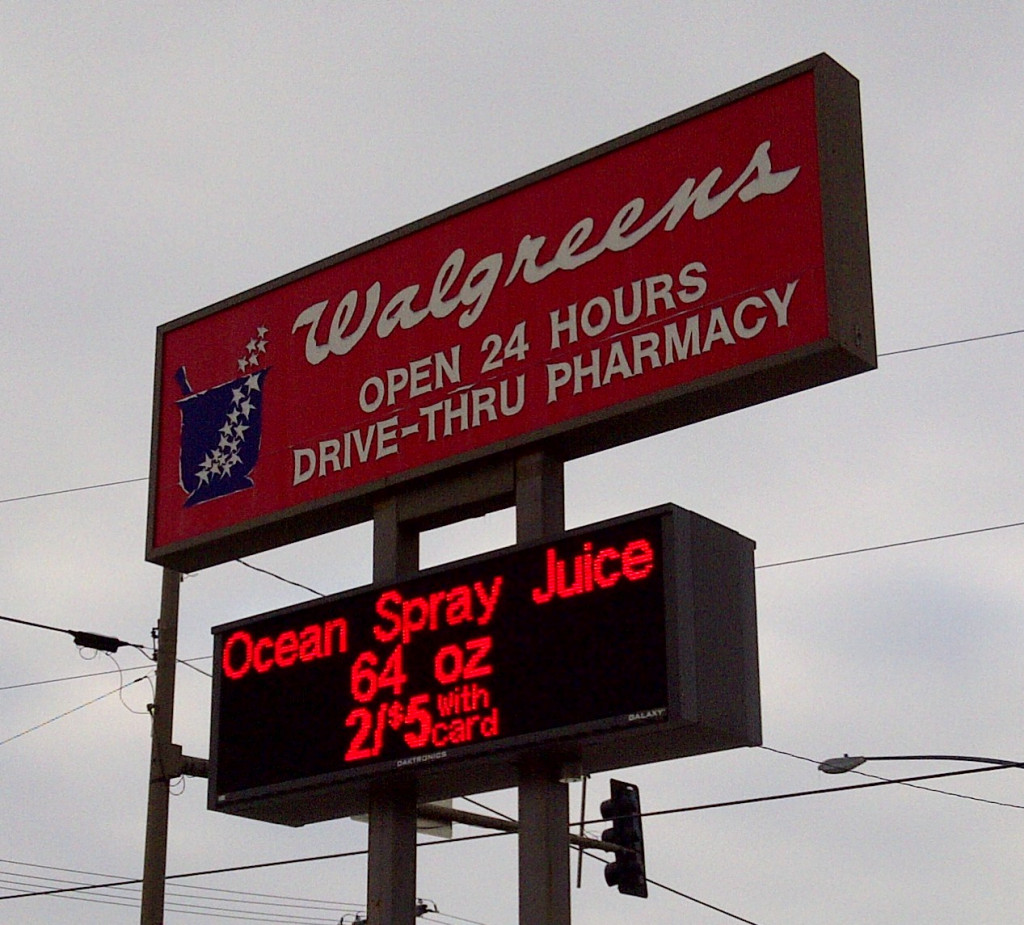 Walgreens
OPEN 24 HOURS
DRIVE-THRU PHARMACY
Ocean Spray Juice
64 oz
2/$5 with card
DAKTRONICS
GALAXY